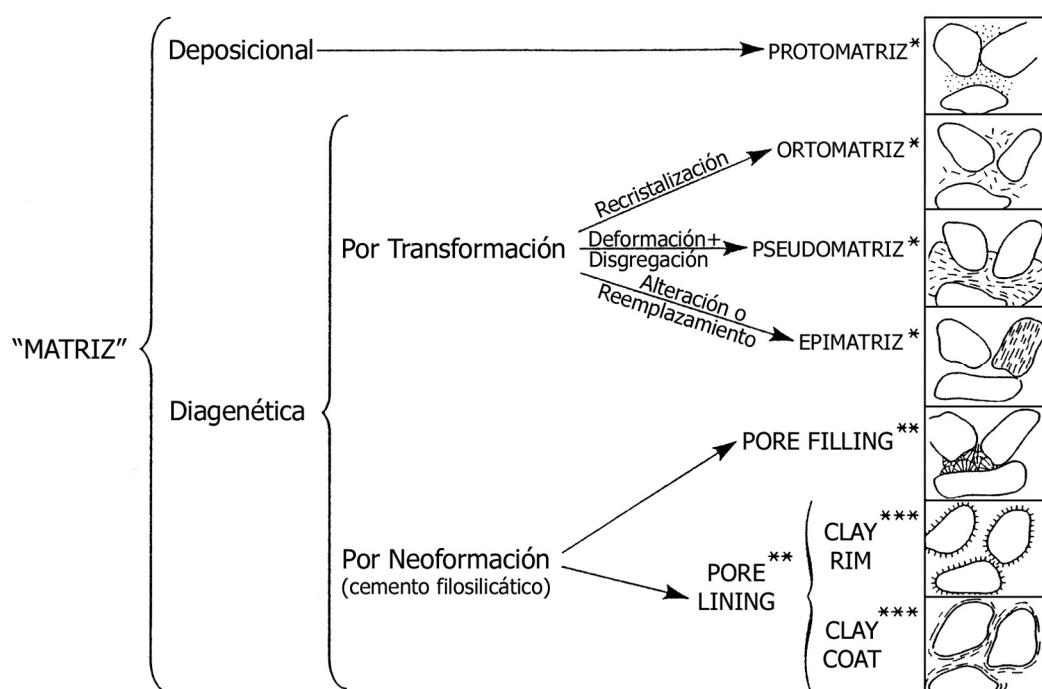 Deposicional
PROTOMATRIZ*
Recristalización
ORTOMATRIZ*
Por Transformación
Deformación+
Disgregación
PSEUDOMATRIZ*
Alteración o
Reemplazamiento
EPIMATRIZ*
“MATRIZ”
Diagenética
PORE FILLING**
Por Neoformación
(cemento filosilicático)
PORE**
LINING
CLAY***
RIM
CLAY***
COAT